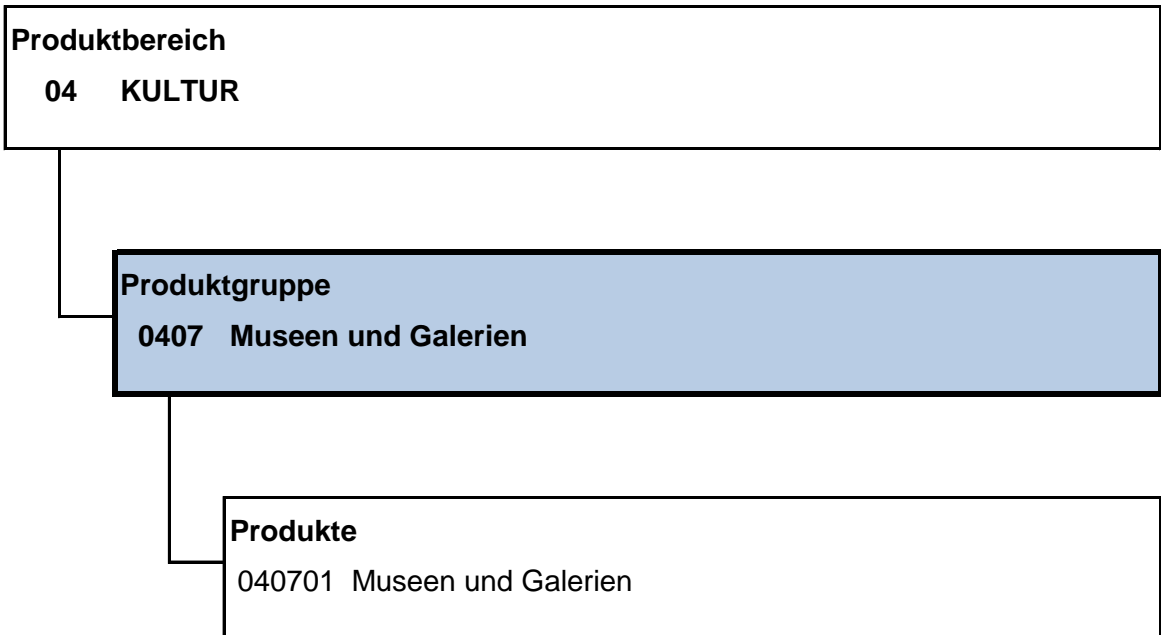 Produktbereich
04 KULTUR
Produktgruppe
0407 Museen und Galerien
Produkte
040701 Museen und Galerien